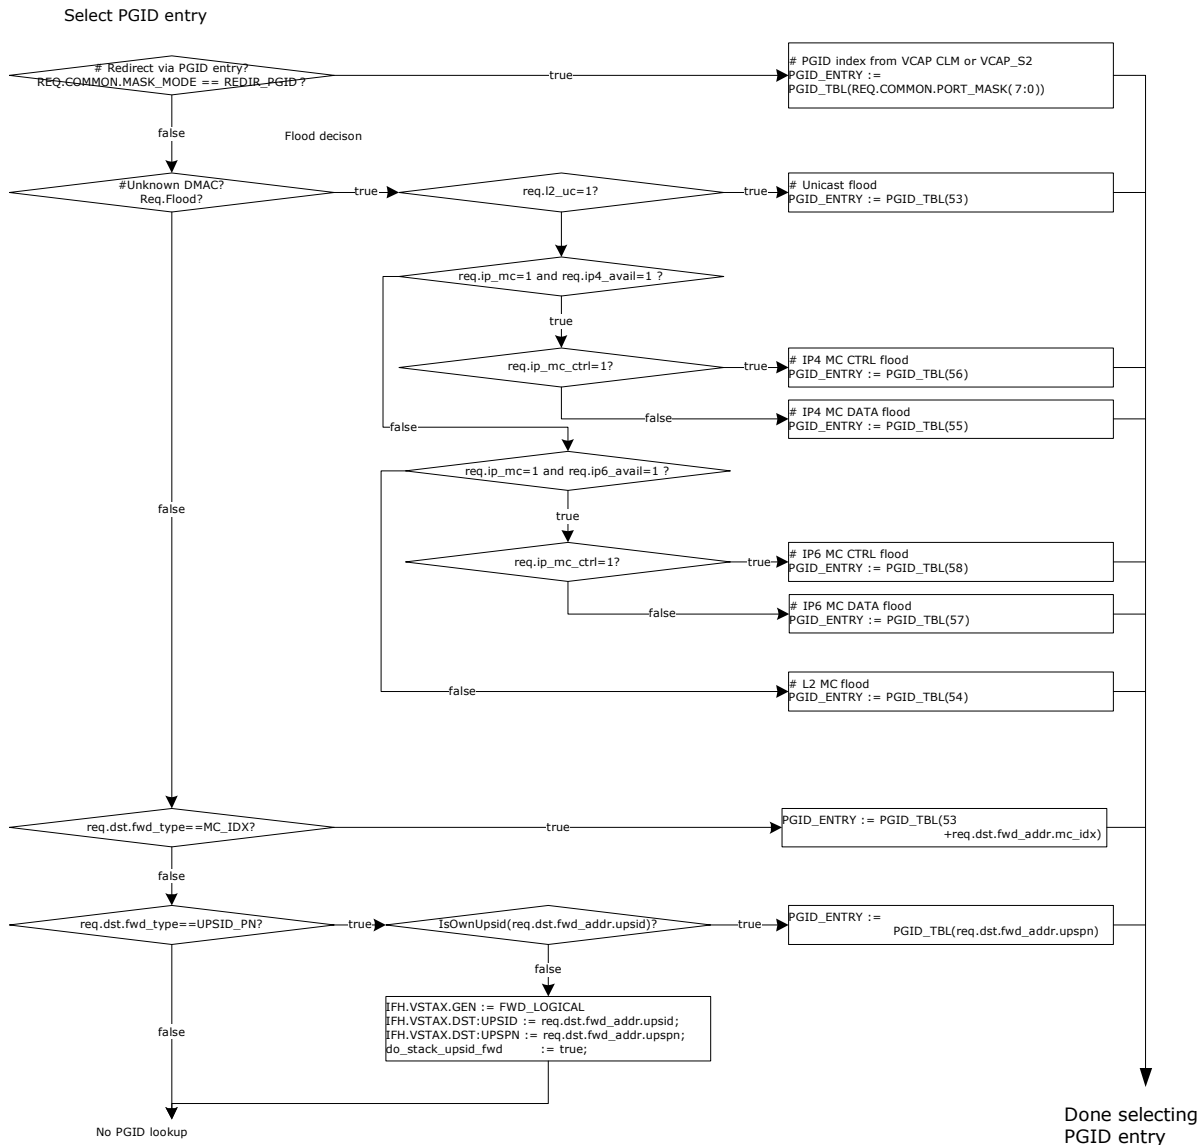 Select PGID entry
# Redirect via PGID entry?
REQ.COMMON.MASK_MODE == REDIR_PGID?
true
# PGID index from VCAP CLM or VCAP_S2
PGID_ENTRY :=
PGID_TBL(REQ.COMMON.PORT_MASK(7:0))
false
Flood decison
#Unknown DMAC?
Req.Flood?
true
req.l2_uc=1?
true
# Unicast flood
PGID_ENTRY := PGID_TBL(53)
req.ip_mc=1 and req.ip4_avail=1 ?
true
req.ip_mc_ctrl=1?
true
# IP4 MC CTRL flood
PGID_ENTRY := PGID_TBL(56)
false
# IP4 MC DATA flood
PGID_ENTRY := PGID_TBL(55)
false
req.ip_mc=1 and req.ip6_avail=1 ?
false
true
req.ip_mc_ctrl=1?
true
# IP6 MC CTRL flood
PGID_ENTRY := PGID_TBL(58)
false
# IP6 MC DATA flood
PGID_ENTRY := PGID_TBL(57)
false
# L2 MC flood
PGID_ENTRY := PGID_TBL(54)
req.dst.fwd_type==MC_IDX?
true
PGID_ENTRY := PGID_TBL(53
+req.dst.fwd_addr.mc_idx)
false
req.dst.fwd_type==UPSID_PN?
true
IsOwnUpsid(req.dst.fwd_addr.upsid)?
true
PGID_ENTRY :=
PGID_TBL(req.dst.fwd_addr.upspn)
false
false
IFH.VSTAX.GEN := FWD_LOGICAL
IFH.VSTAX.DST:UPSID := req.dst.fwd_addr.upsid;
IFH.VSTAX.DST:UPSPN := req.dst.fwd_addr.upspn;
do_stack_upsid_fwd := true;
No PGID lookup
Done selecting
PGID entry